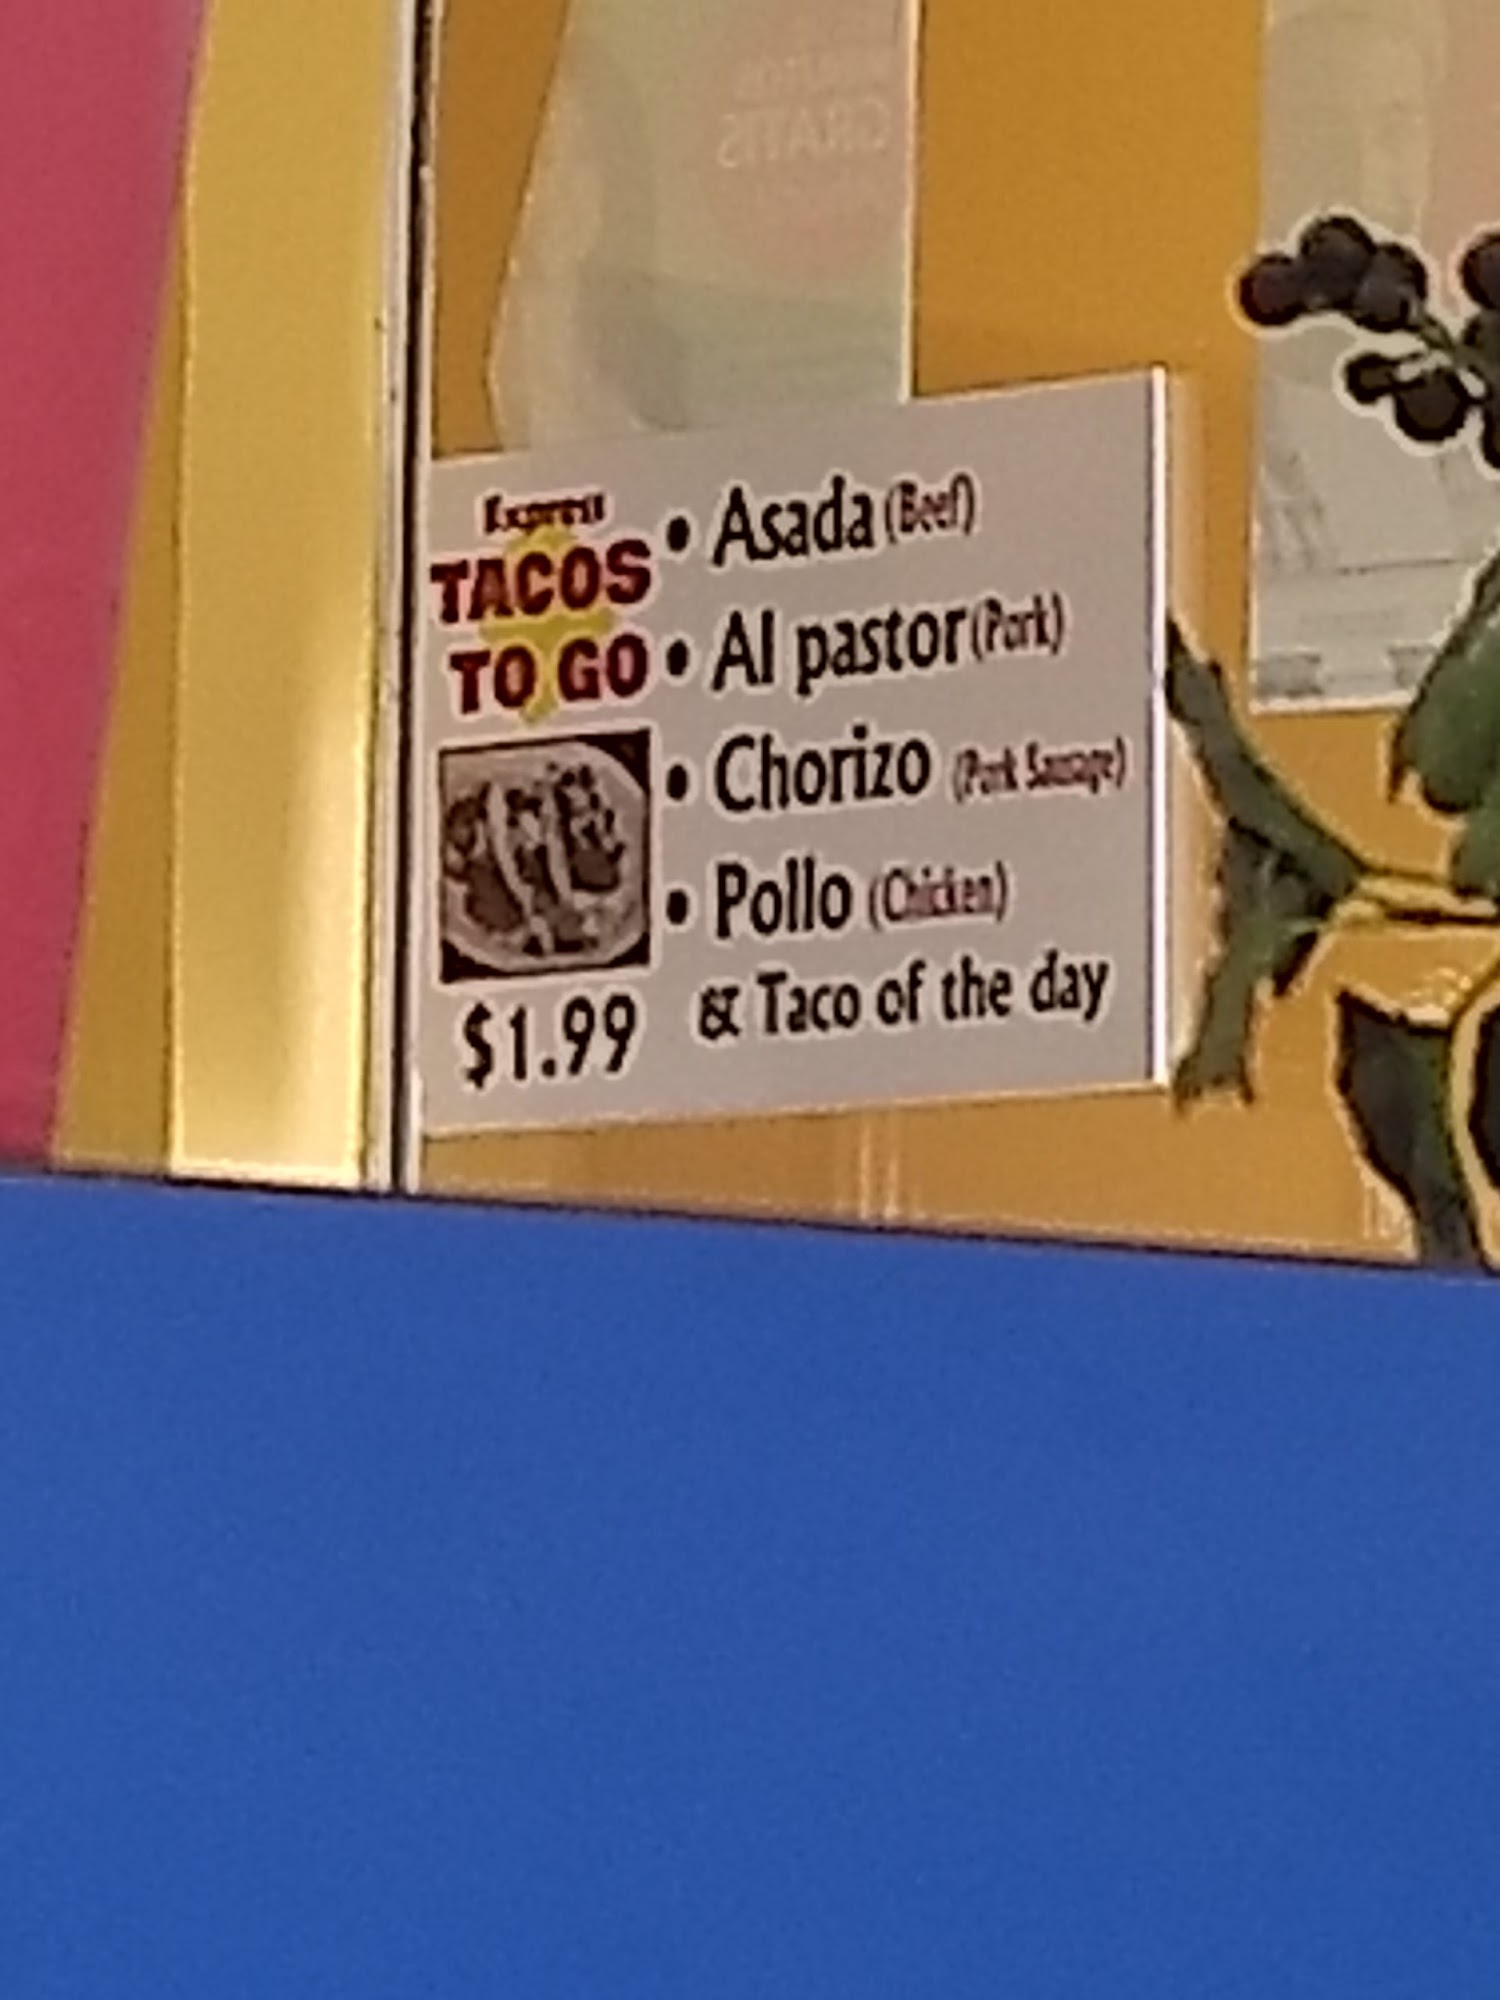 GRATIS
Express
TACOS
TO GO
$1.99
• Asada (Beef)
• Al pastor (Pork)
• Chorizo (Pork Sausage)
• Pollo (Chicken)
& Taco of the day